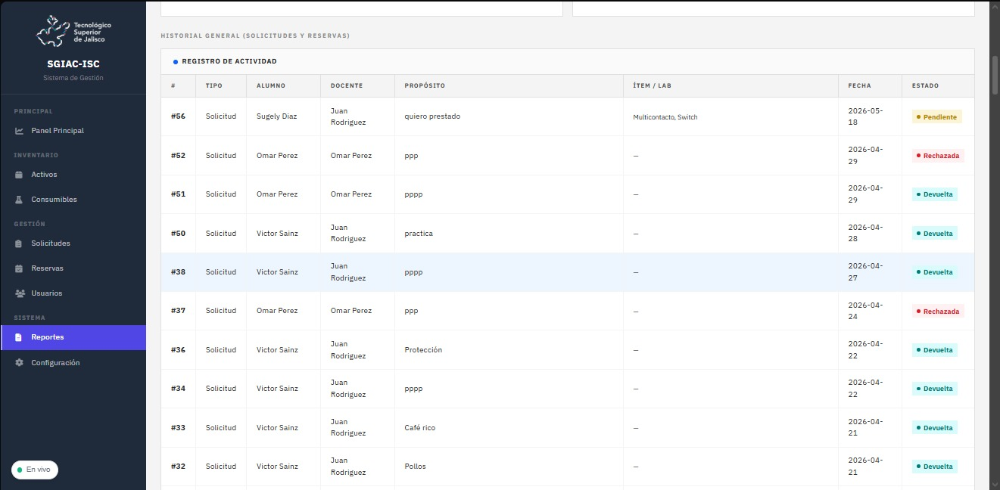 Tecnológico
Superior
de Jalisco
SGIAC-ISC
Sistema de Gestión
PRINCIPAL
Panel Principal
INVENTARIO
Activos
Consumibles
GESTIÓN
Solicitudes
Reservas
Usuarios
SISTEMA
Reportes
Configuración
En vivo
HISTORIAL GENERAL (SOLICITUDES Y RESERVAS)
REGISTRO DE ACTIVIDAD
# TIPO ALUMNO DOCENTE PROPÓSITO ÍTEM / LAB FECHA ESTADO
#56 Solicitud Sugely Diaz Juan Rodriguez quiero prestado Multicontacto, Switch 2026-05-18 Pendiente
#52 Solicitud Omar Perez Omar Perez ppp — 2026-04-29 Rechazada
#51 Solicitud Omar Perez Omar Perez pppp — 2026-04-29 Devuelta
#50 Solicitud Victor Sainz Juan Rodriguez practica — 2026-04-28 Devuelta
#38 Solicitud Victor Sainz Juan Rodriguez pppp — 2026-04-27 Devuelta
#37 Solicitud Omar Perez Omar Perez ppp — 2026-04-24 Rechazada
#36 Solicitud Victor Sainz Juan Rodriguez Protección — 2026-04-22 Devuelta
#34 Solicitud Victor Sainz Juan Rodriguez pppp — 2026-04-22 Devuelta
#33 Solicitud Victor Sainz Juan Rodriguez Café rico — 2026-04-21 Devuelta
#32 Solicitud Victor Sainz Juan Rodriguez Pollos — 2026-04-21 Devuelta